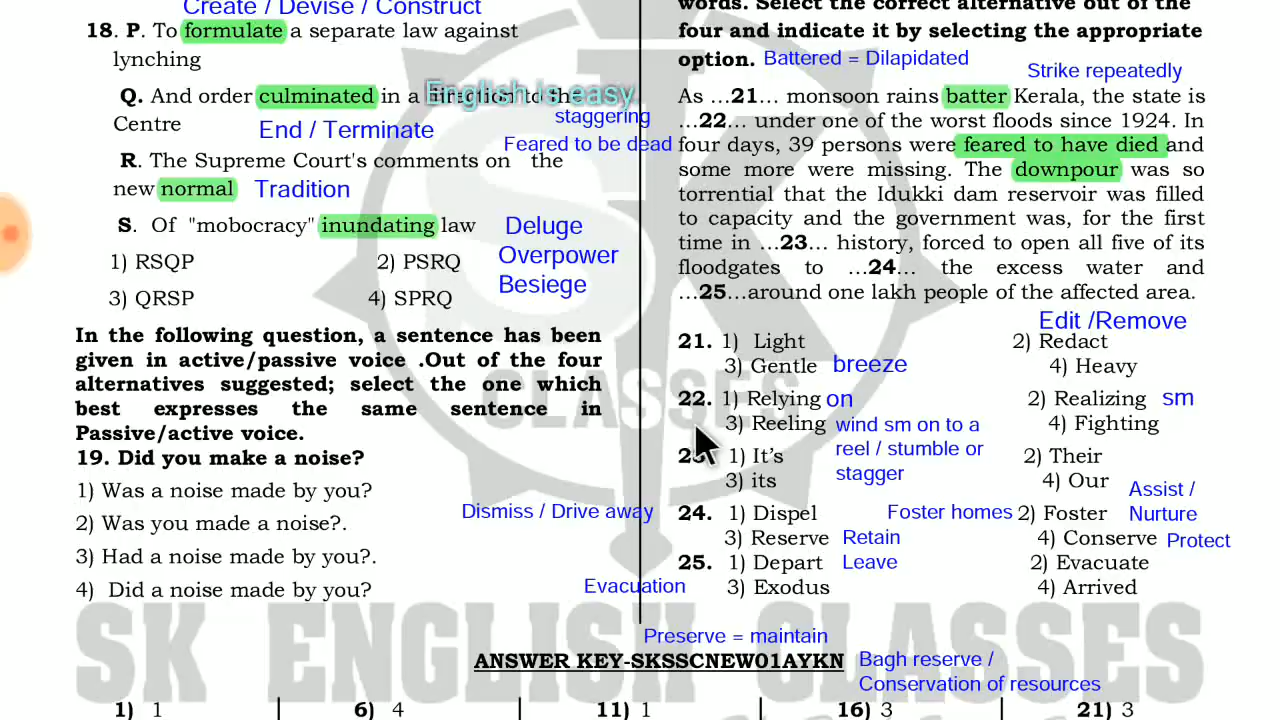 Create / Devise / Construct
18. P. To formulate a separate law against
lynching
Q. And order culminated in a direction to the
Centre
End / Terminate
R. The Supreme Court's comments on the
new normal Tradition
S. Of "mobocracy" inundating law
Deluge
Overpower
Besiege
1) RSQP 2) PSRQ
3) QRSP 4) SPRQ
In the following question, a sentence has been
given in active/passive voice .Out of the four
alternatives suggested; select the one which
best expresses the same sentence in
Passive/active voice.
19. Did you make a noise?
1) Was a noise made by you?
2) Was you made a noise?.
3) Had a noise made by you?.
4) Did a noise made by you?
English is easy.
staggering
Feared to be dead
words. Select the correct alternative out of the
four and indicate it by selecting the appropriate
option. Battered = Dilapidated
Strike repeatedly
As ...21... monsoon rains batter Kerala, the state is
...22... under one of the worst floods since 1924. In
four days, 39 persons were feared to have died and
some more were missing. The downpour was so
torrential that the Idukki dam reservoir was filled
to capacity and the government was, for the first
time in ...23... history, forced to open all five of its
floodgates to ...24... the excess water and
...25...around one lakh people of the affected area.
Edit /Remove
21. 1) Light 2) Redact
3) Gentle breeze 4) Heavy
22. 1) Relying on 2) Realizing sm
3) Reeling wind sm on to a
reel / stumble or
stagger
4) Fighting
1) It's 2) Their
3) its 4) Our
Assist /
Nurture
Dismiss / Drive away
24. 1) Dispel Foster homes 2) Foster
3) Reserve Retain 4) Conserve Protect
25. 1) Depart Leave 2) Evacuate
Evacuation 3) Exodus 4) Arrived
Preserve = maintain
ANSWER KEY-SKSSCNEW01AYKN
Bagh reserve /
Conservation of resources
1) 1 6) 4 11) 1 16) 3 21) 3
SK
CLASSES
SK ENGLISH CLASSES